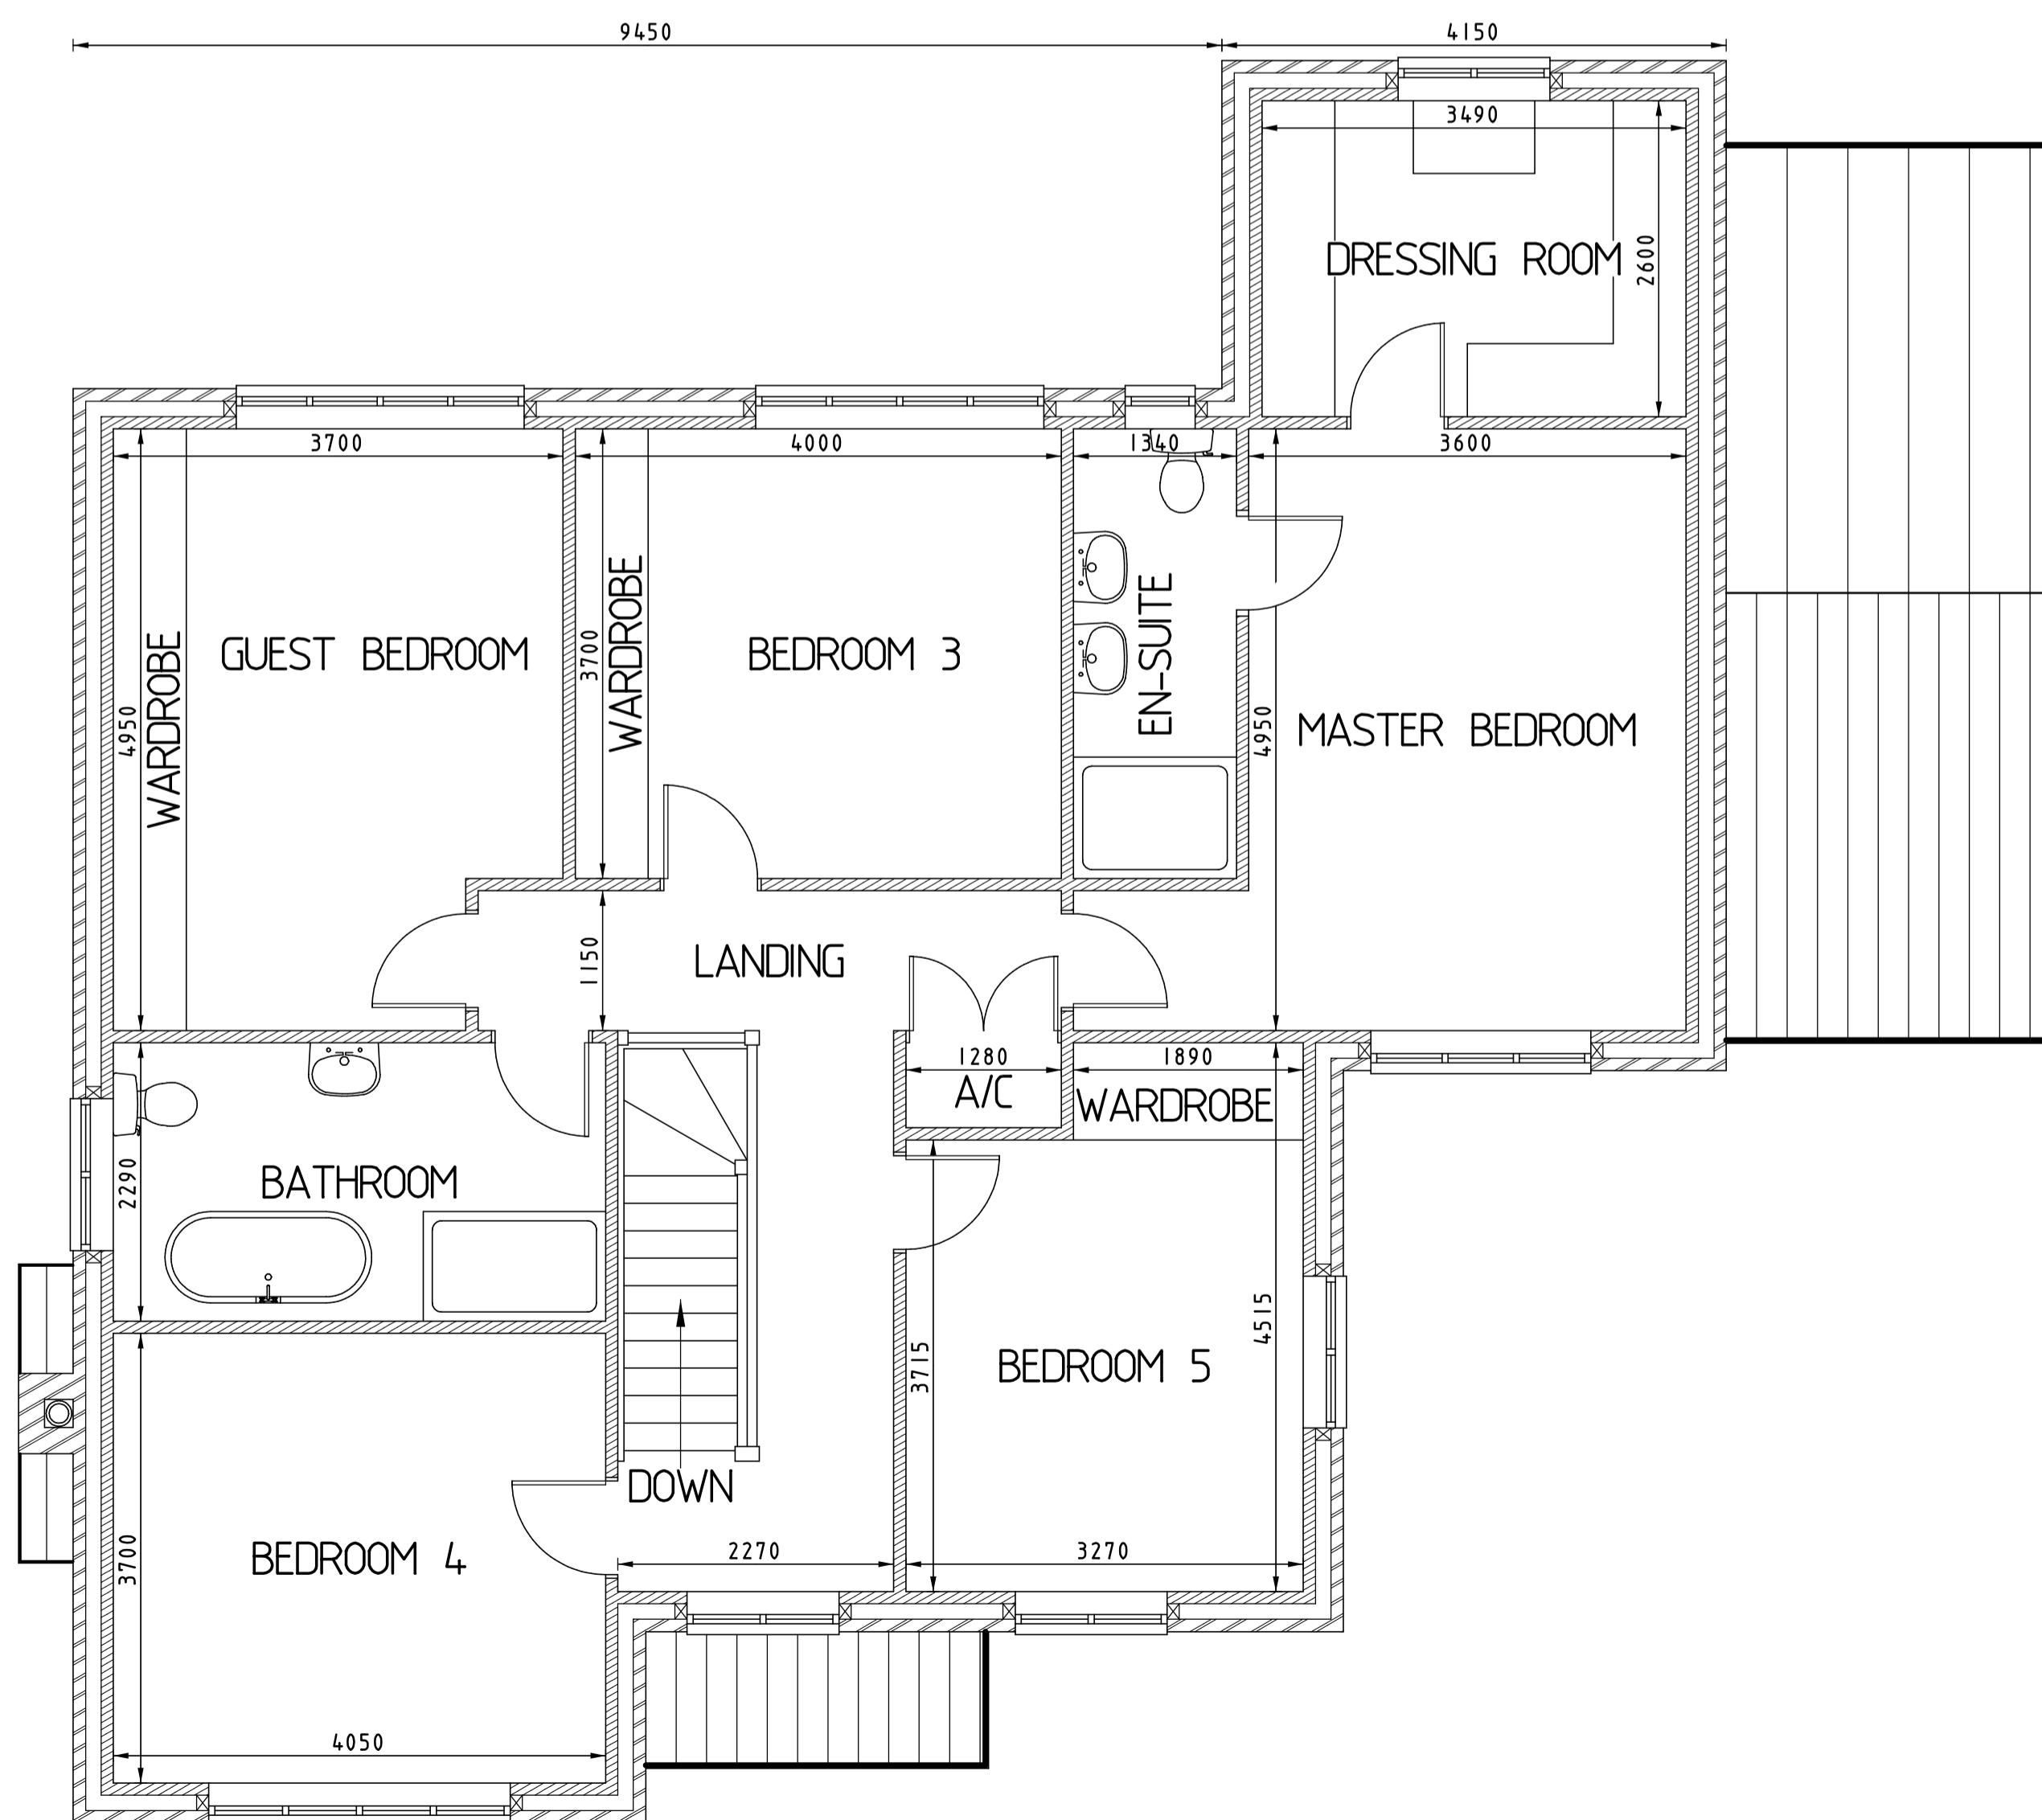 9450
4150
3490
DRESSING ROOM
2600
3700
4000
1340
3600
WARDROBE
GUEST BEDROOM
4950
3700
WARDROBE
BEDROOM 3
EN-SUITE
4950
MASTER BEDROOM
1150
LANDING
1280
A/C
1890
WARDROBE
2290
BATHROOM
3715
BEDROOM 5
4515
DOWN
3700
BEDROOM 4
2270
3270
4050